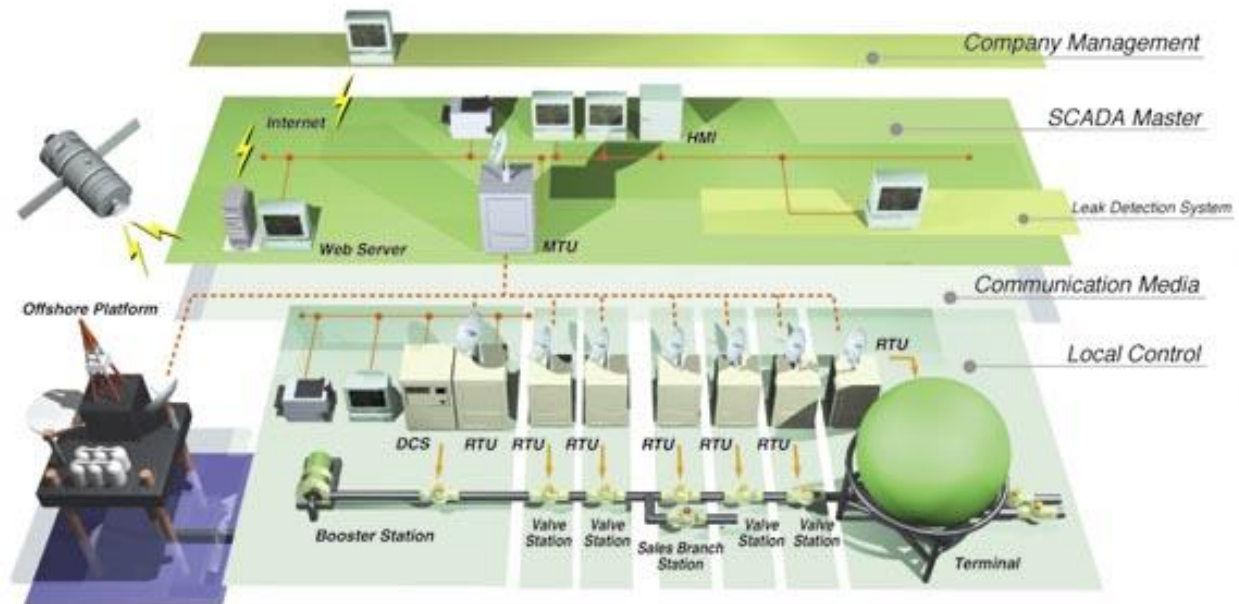 Company Management
Internet
HMI
SCADA Master
Leak Detection System
Web Server
MTU
Communication Media
Offshore Platform
RTU
Local Control
DCS
RTU
RTU
RTU
RTU
RTU
RTU
Booster Station
Valve
Station
Valve
Station
Sales Branch
Station
Valve
Station
Valve
Station
Terminal